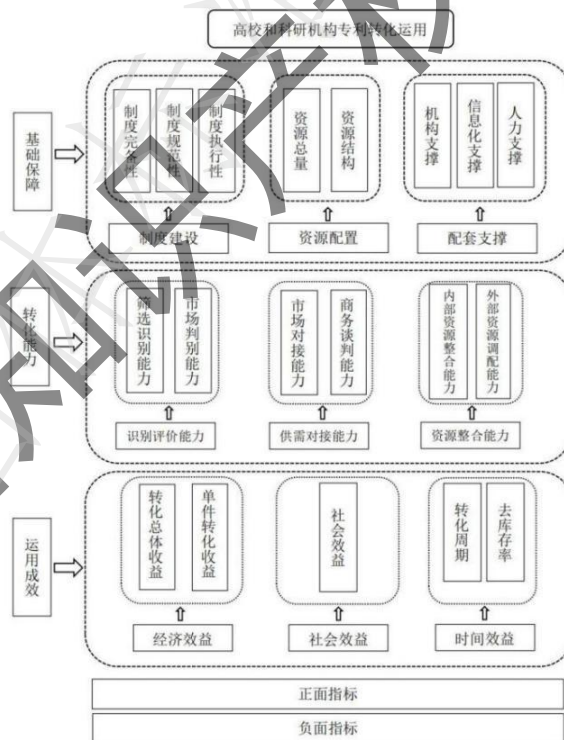 高校和科研机构专利转化运用
基础保障
制度完备性
制度规范性
制度执行性
资源总量
资源结构
机构支撑
信息化支撑
人力支撑
制度建设
资源配置
配套支撑
转化能力
筛选识别能力
市场判别能力
市场对接能力
商务谈判能力
内部资源整合能力
外部资源调配能力
识别评价能力
供需对接能力
资源整合能力
运用成效
转化总体收益
单件转化收益
社会效益
转化周期
去库存率
经济效益
社会效益
时间效益
正面指标
负面指标
知识产权